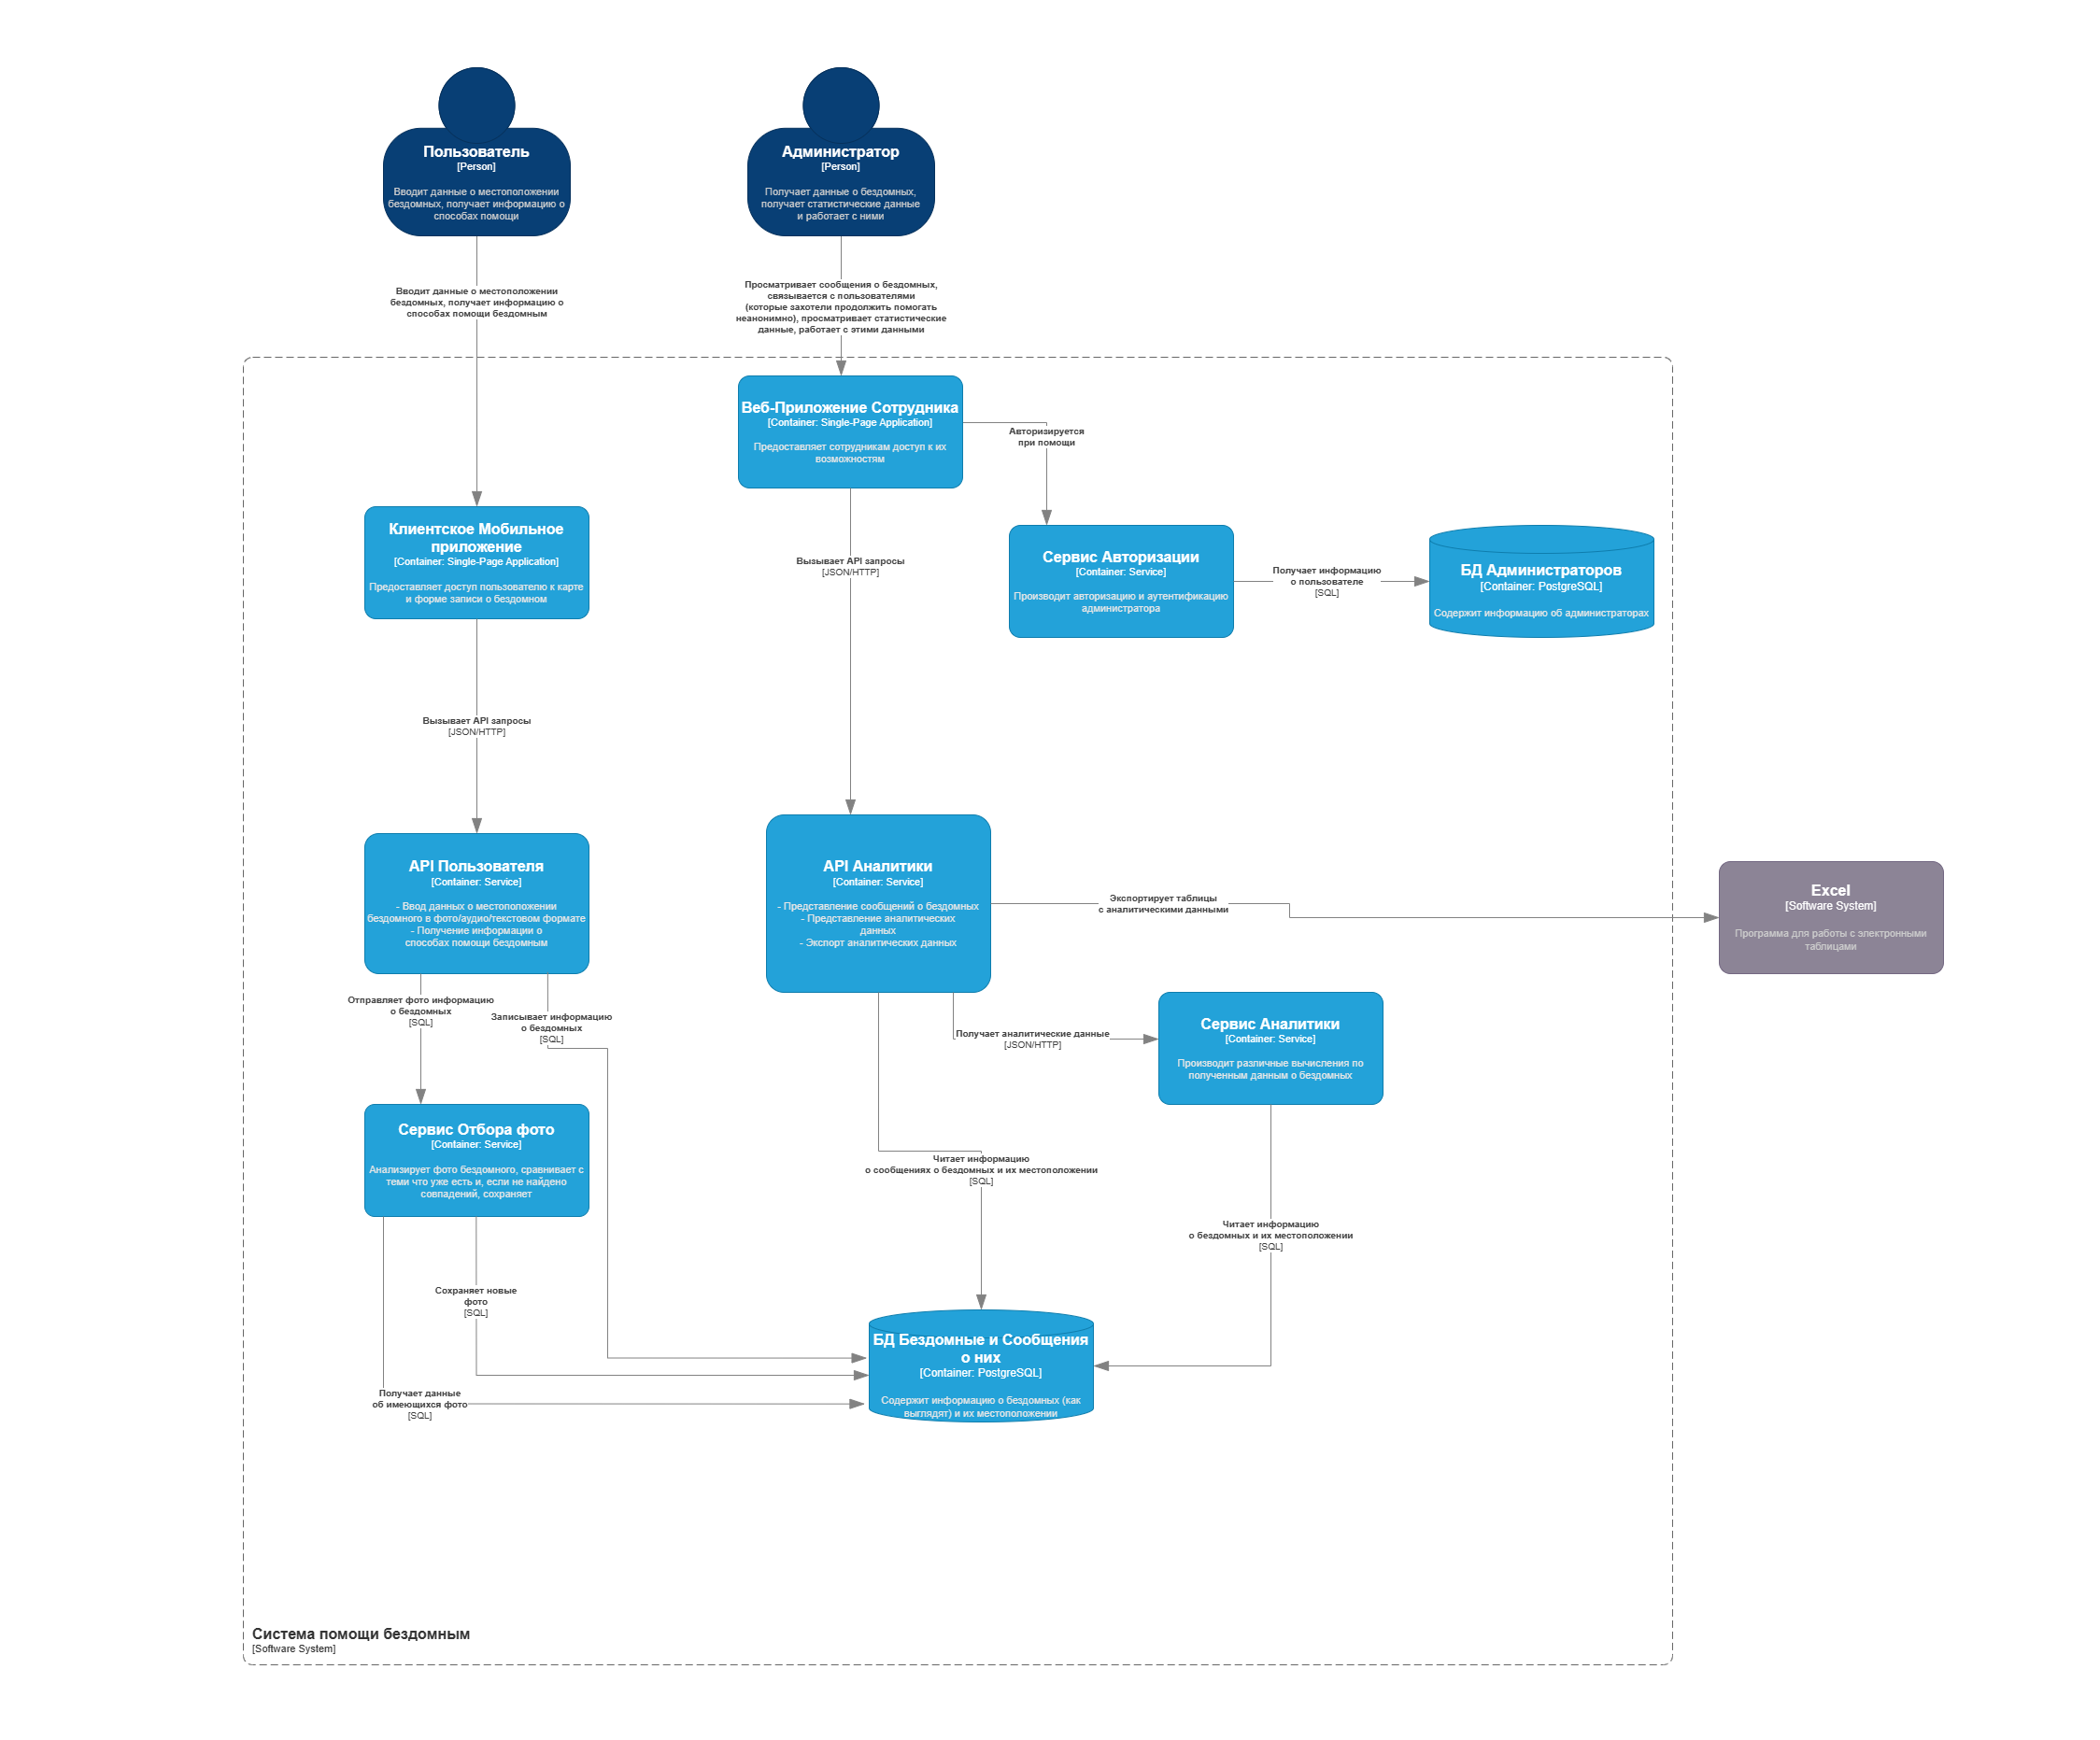 Пользователь
[Person]
Вводит данные о местоположении
бездомных, получает информацию о
способах помощи
Администратор
[Person]
Получает данные о бездомных,
получает статистические данные
и работает с ними
Вводит данные о местоположении
бездомных, получает информацию о
способах помощи бездомным
Просматривает сообщения о бездомных,
связывается с пользователями
(которые захотели продолжить помогать
неанонимно), просматривает статистические
данные, работает с этими данными
Веб-Приложение Сотрудника
[Container: Single-Page Application]
Предоставляет сотрудникам доступ к их
возможностям
Авторизируется
при помощи
Клиентское Мобильное
приложение
[Container: Single-Page Application]
Предоставляет доступ пользователю к карте
и форме записи о бездомном
Вызывает API запросы
[JSON/HTTP]
Сервис Авторизации
[Container: Service]
Производит авторизацию и аутентификацию
администратора
Получает информацию
о пользователе
[SQL]
БД Администраторов
[Container: PostgreSQL]
Содержит информацию об администраторах
Вызывает API запросы
[JSON/HTTP]
API Пользователя
[Container: Service]
- Ввод данных о местоположении
бездомного в фото/аудио/текстовом формате
- Получение информации о
способах помощи бездомным
API Аналитики
[Container: Service]
- Представление сообщений о бездомных
- Представление аналитических
данных
- Экспорт аналитических данных
Экспортирует таблицы
с аналитическими данными
Excel
[Software System]
Программа для работы с электронными
таблицами
Отправляет фото информацию
о бездомных
[SQL]
Записывает информацию
о бездомных
[SQL]
Получает аналитические данные
[JSON/HTTP]
Сервис Аналитики
[Container: Service]
Производит различные вычисления по
полученным данным о бездомных
Сервис Отбора фото
[Container: Service]
Анализирует фото бездомного, сравнивает с
теми что уже есть и, если не найдено
совпадений, сохраняет
Читает информацию
о сообщениях о бездомных и их местоположении
[SQL]
Читает информацию
о бездомных и их местоположении
[SQL]
Сохраняет новые
фото
[SQL]
Получает данные
об имеющихся фото
[SQL]
БД Бездомные и Сообщения
о них
[Container: PostgreSQL]
Содержит информацию о бездомных (как
выглядят) и их местоположении
Система помощи бездомным
[Software System]